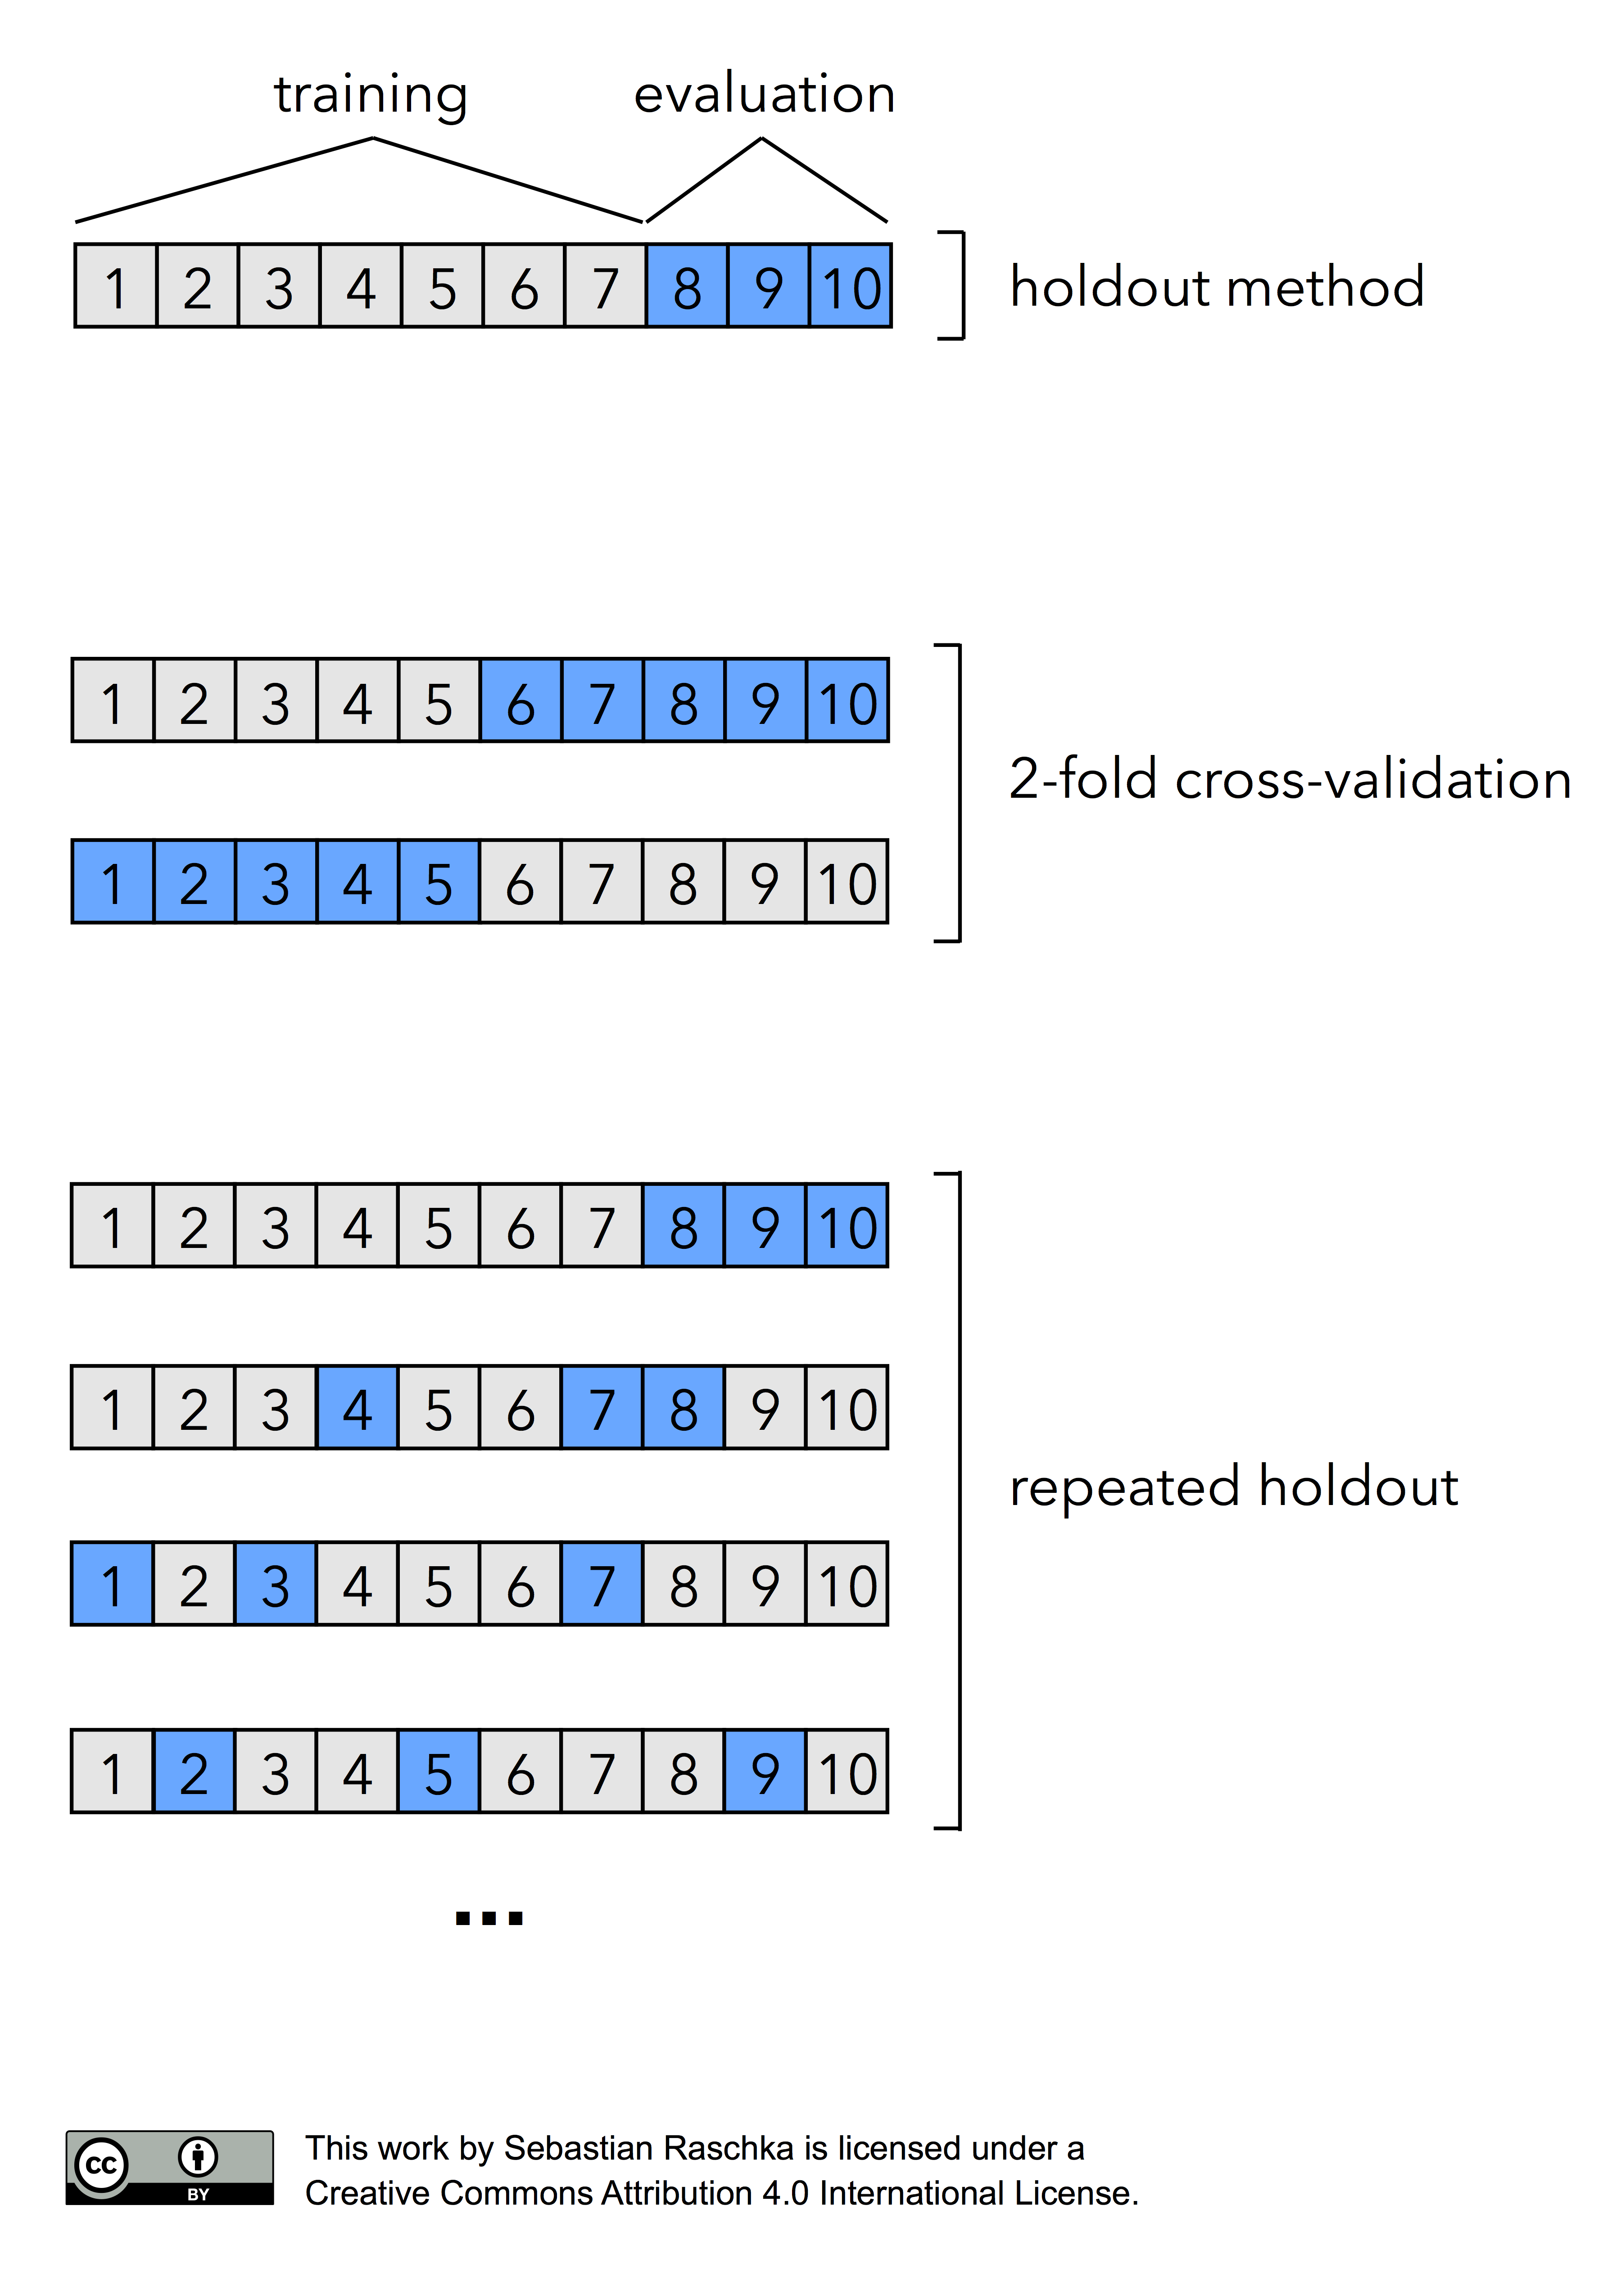 training evaluation
1 2 3 4 5 6 7 8 9 10
holdout method
1 2 3 4 5 6 7 8 9 10
2-fold cross-validation
1 2 3 4 5 6 7 8 9 10
1 2 3 4 5 6 7 8 9 10
1 2 3 4 5 6 7 8 9 10
repeated holdout
1 2 3 4 5 6 7 8 9 10
1 2 3 4 5 6 7 8 9 10
...
cc
BY
This work by Sebastian Raschka is licensed under a
Creative Commons Attribution 4.0 International License.